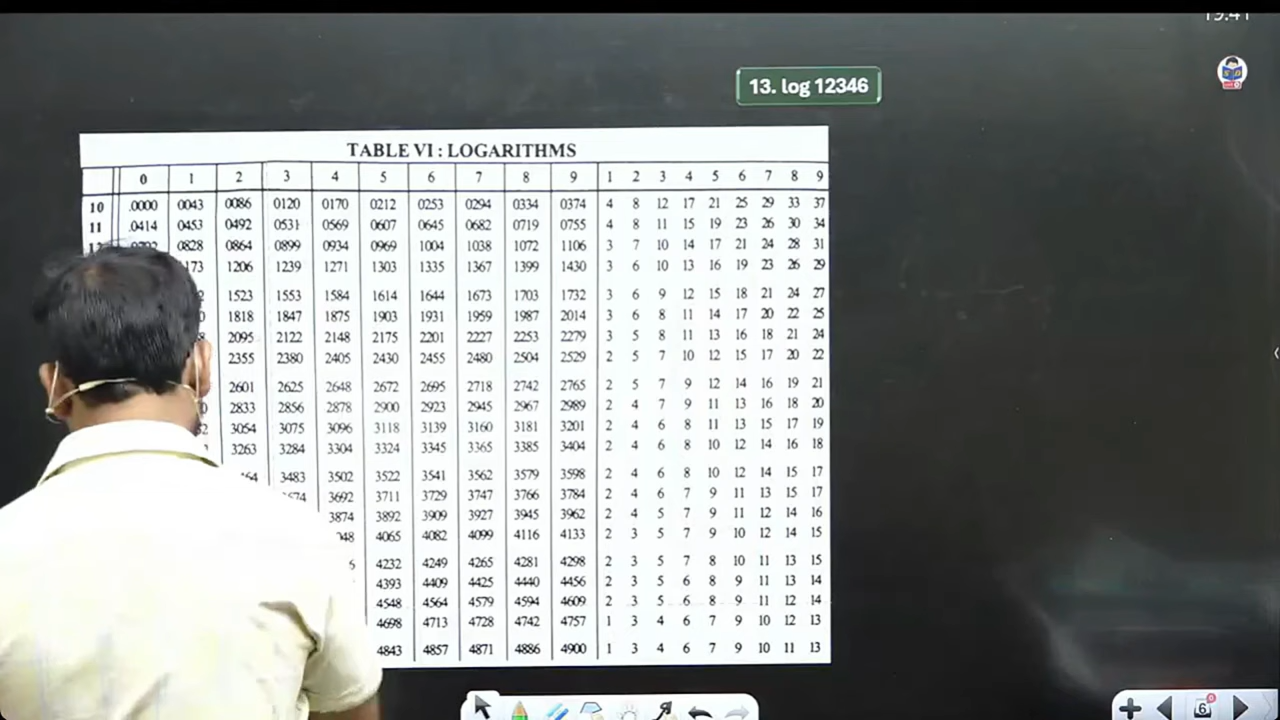 13. log 12346
TABLE VI : LOGARITHMS
0 1 2 3 4 5 6 7 8 9 1 2 3 4 5 6 7 8 9
10 .0000 0043 0086 0120 0170 0212 0253 0294 0334 0374 4 8 12 17 21 25 29 33 37
11 .0414 0453 0492 0531 0569 0607 0645 0682 0719 0755 4 8 11 15 19 23 26 30 34
0828 0864 0899 0934 0969 1004 1038 1072 1106 3 7 10 14 17 21 24 28 31
1206 1239 1271 1303 1335 1367 1399 1430 3 6 10 13 16 19 23 26 29
1523 1553 1584 1614 1644 1673 1703 1732 3 6 9 12 15 18 21 24 27
1818 1847 1875 1903 1931 1959 1987 2014 3 6 8 11 14 17 20 22 25
2095 2122 2148 2175 2201 2227 2253 2279 3 5 8 11 13 16 18 21 24
2355 2380 2405 2430 2455 2480 2504 2529 2 5 7 10 12 15 17 20 22
2601 2625 2648 2672 2695 2718 2742 2765 2 5 7 9 12 14 16 19 21
2833 2856 2878 2900 2923 2945 2967 2989 2 4 7 9 11 13 16 18 20
3054 3075 3096 3118 3139 3160 3181 3201 2 4 6 8 11 13 15 17 19
3263 3284 3304 3324 3345 3365 3385 3404 2 4 6 8 10 12 14 16 18
3483 3502 3522 3541 3562 3579 3598 2 4 6 8 10 12 14 15 17
3692 3711 3729 3747 3766 3784 2 4 6 7 9 11 13 15 17
3874 3892 3909 3927 3945 3962 2 4 5 7 9 11 12 14 16
4065 4082 4099 4116 4133 2 3 5 7 9 10 12 14 15
4232 4249 4265 4281 4298 2 3 5 7 8 10 11 13 15
4393 4409 4425 4440 4456 2 3 5 6 8 9 11 13 14
4548 4564 4579 4594 4609 2 3 5 6 8 9 11 12 14
4698 4713 4728 4742 4757 1 3 4 6 7 9 10 12 13
4843 4857 4871 4886 4900 1 3 4 6 7 9 10 11 13
6